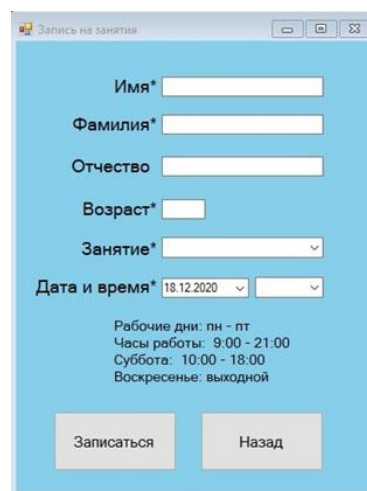 Запись на занятия
Имя*
Фамилия*
Отчество
Возраст*
Занятие*
Дата и время* 18.12.2020
Рабочие дни: пн - пт
Часы работы: 9:00 - 21:00
Суббота: 10:00 - 18:00
Воскресенье: выходной
Записаться Назад